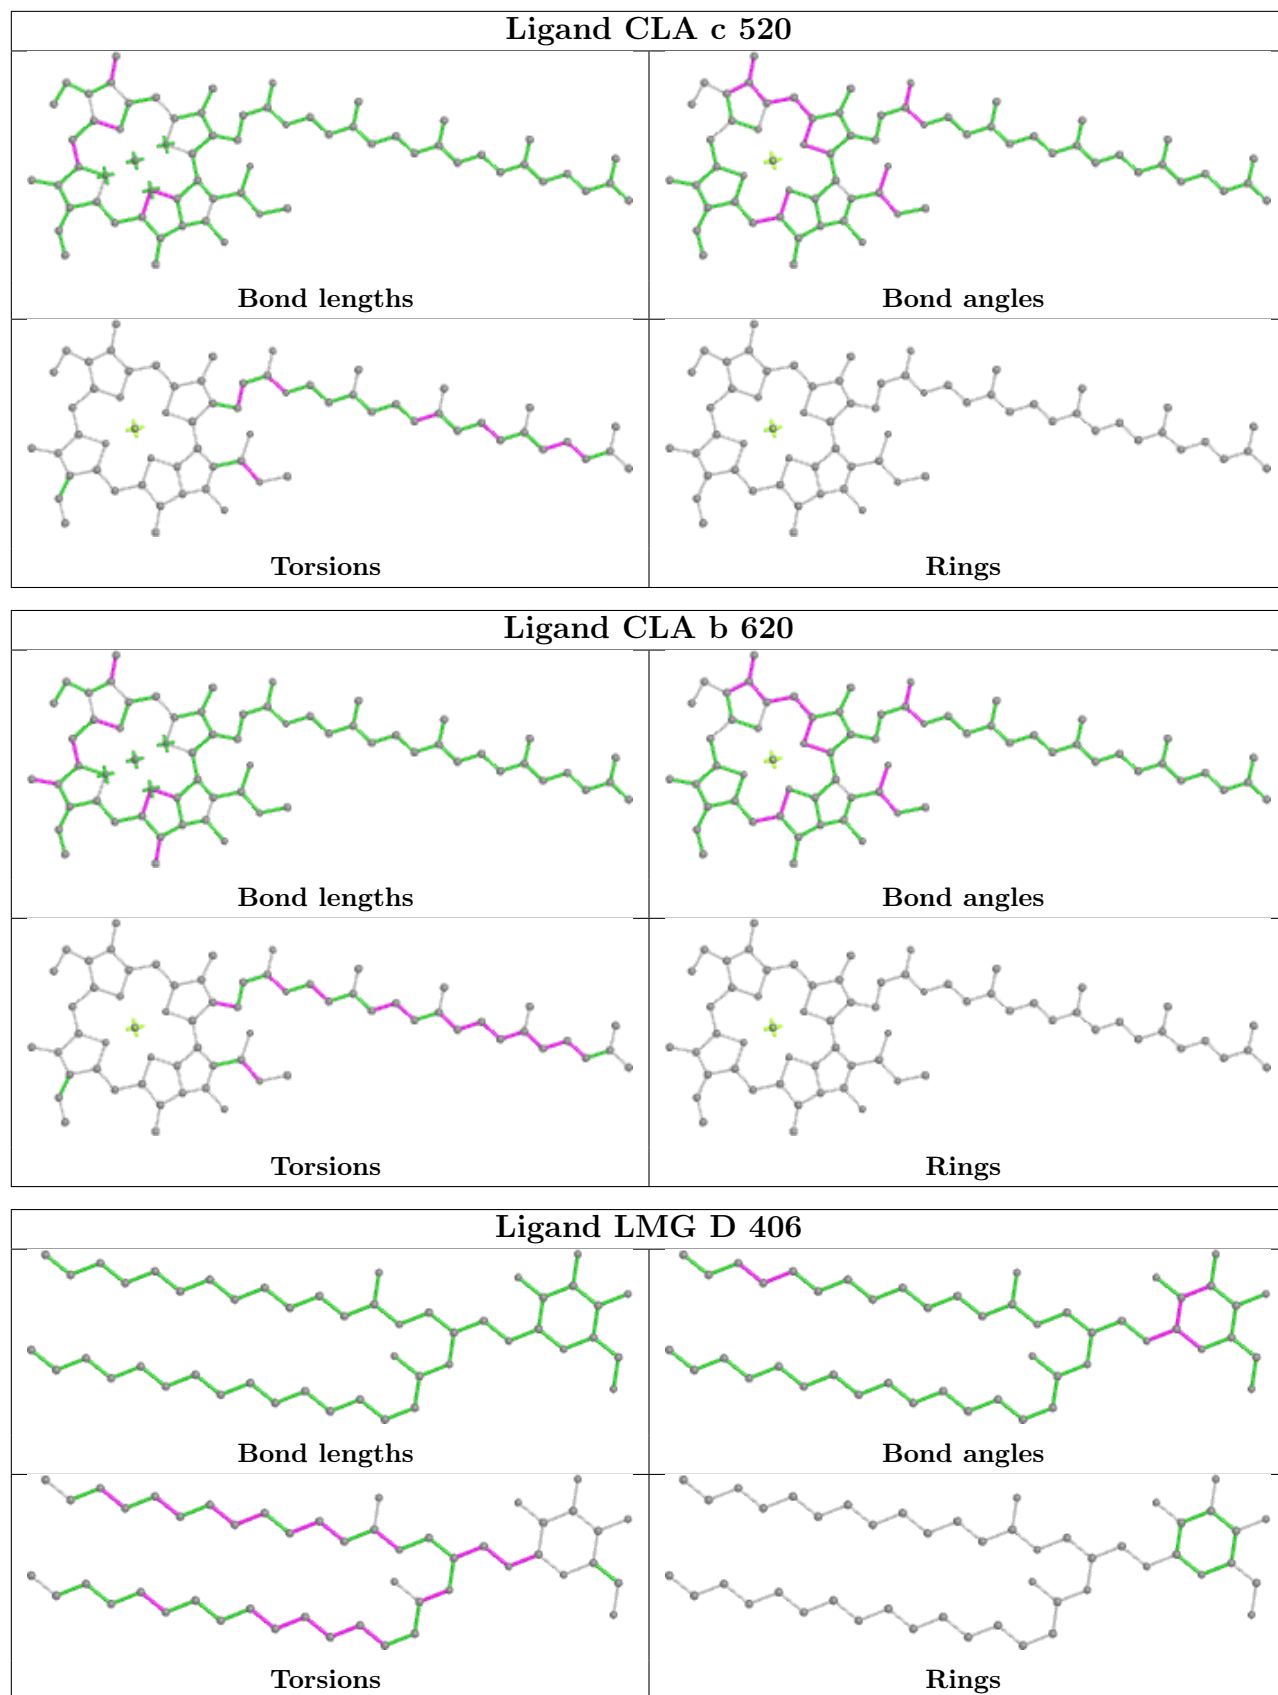 Ligand CLA c 520
Bond lengths
Bond angles
Torsions
Rings
Ligand CLA b 620
Bond lengths
Bond angles
Torsions
Rings
Ligand LMG D 406
Bond lengths
Bond angles
Torsions
Rings